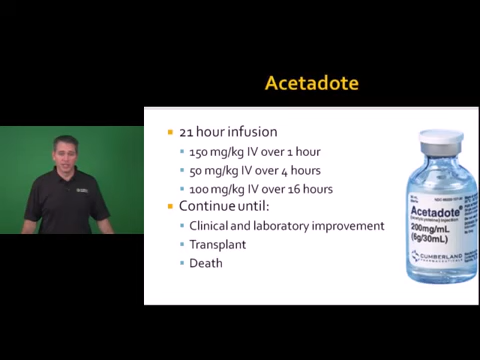 Acetadote
21 hour infusion
150 mg/kg IV over 1 hour
50 mg/kg IV over 4 hours
100 mg/kg IV over 16 hours
Continue until:
Clinical and laboratory improvement
Transplant
Death
Acetadote
200mg/mL
(6g/30mL)
CUMBERLAND